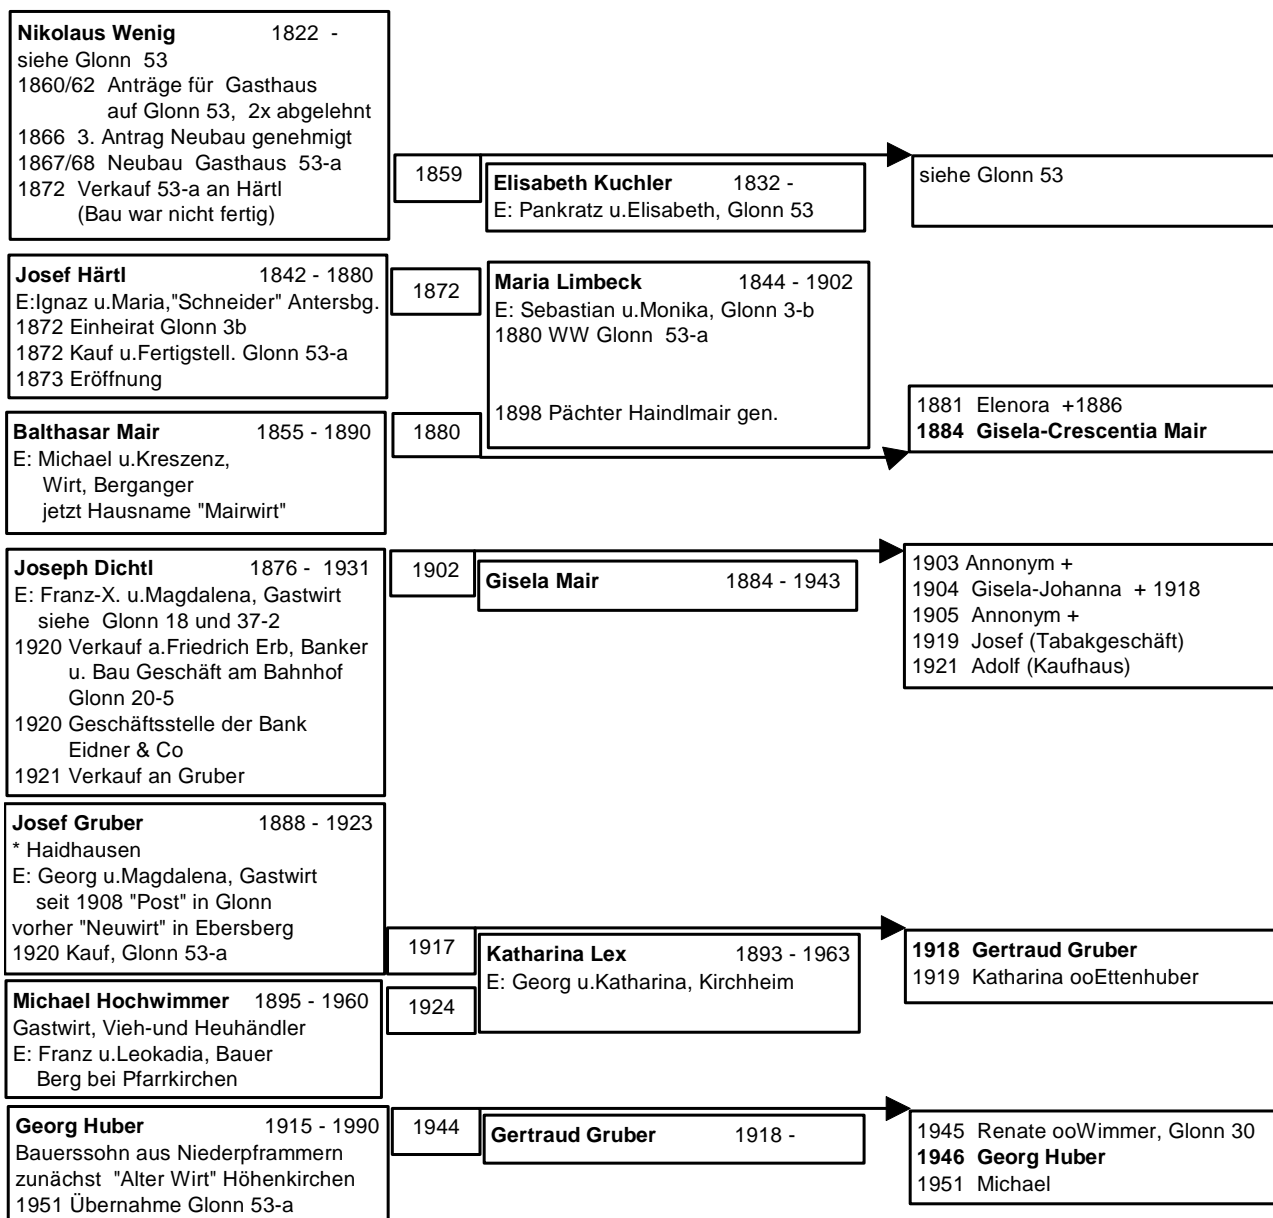 Nikolaus Wenig 1822 -
siehe Glonn 53
1860/62 Anträge für Gasthaus
auf Glonn 53, 2x abgelehnt
1866 3. Antrag Neubau genehmigt
1867/68 Neubau Gasthaus 53-a
1872 Verkauf 53-a an Härtl
(Bau war nicht fertig)
1859
Elisabeth Kuchler 1832 -
E: Pankratz u.Elisabeth, Glonn 53
siehe Glonn 53
Josef Härtl 1842 - 1880
E:Ignaz u.Maria,"Schneider" Antersbg.
1872 Einheirat Glonn 3b
1872 Kauf u.Fertigstell. Glonn 53-a
1873 Eröffnung
1872
Maria Limbeck 1844 - 1902
E: Sebastian u.Monika, Glonn 3-b
1880 WW Glonn 53-a
1898 Pächter Haindlmair gen.
Balthasar Mair 1855 - 1890
E: Michael u.Kreszenz,
Wirt, Berganger
jetzt Hausname "Mairwirt"
1880
1881 Elenora +1886
1884 Gisela-Crescentia Mair
Joseph Dichtl 1876 - 1931
E: Franz-X. u.Magdalena, Gastwirt
siehe Glonn 18 und 37-2
1920 Verkauf a.Friedrich Erb, Banker
u. Bau Geschäft am Bahnhof
Glonn 20-5
1920 Geschäftsstelle der Bank
Eidner & Co
1921 Verkauf an Gruber
1902
Gisela Mair 1884 - 1943
1903 Annonym +
1904 Gisela-Johanna + 1918
1905 Annonym +
1919 Josef (Tabakgeschäft)
1921 Adolf (Kaufhaus)
Josef Gruber 1888 - 1923
* Haidhausen
E: Georg u.Magdalena, Gastwirt
seit 1908 "Post" in Glonn
vorher "Neuwirt" in Ebersberg
1920 Kauf, Glonn 53-a
1917
Katharina Lex 1893 - 1963
E: Georg u.Katharina, Kirchheim
1918 Gertraud Gruber
1919 Katharina ooEttenhuber
Michael Hochwimmer 1895 - 1960
Gastwirt, Vieh-und Heuhändler
E: Franz u.Leokadia, Bauer
Berg bei Pfarrkirchen
1924
Georg Huber 1915 - 1990
Bauerssohn aus Niederpframmern
zunächst "Alter Wirt" Höhenkirchen
1951 Übernahme Glonn 53-a
1944
Gertraud Gruber 1918 -
1945 Renate ooWimmer, Glonn 30
1946 Georg Huber
1951 Michael